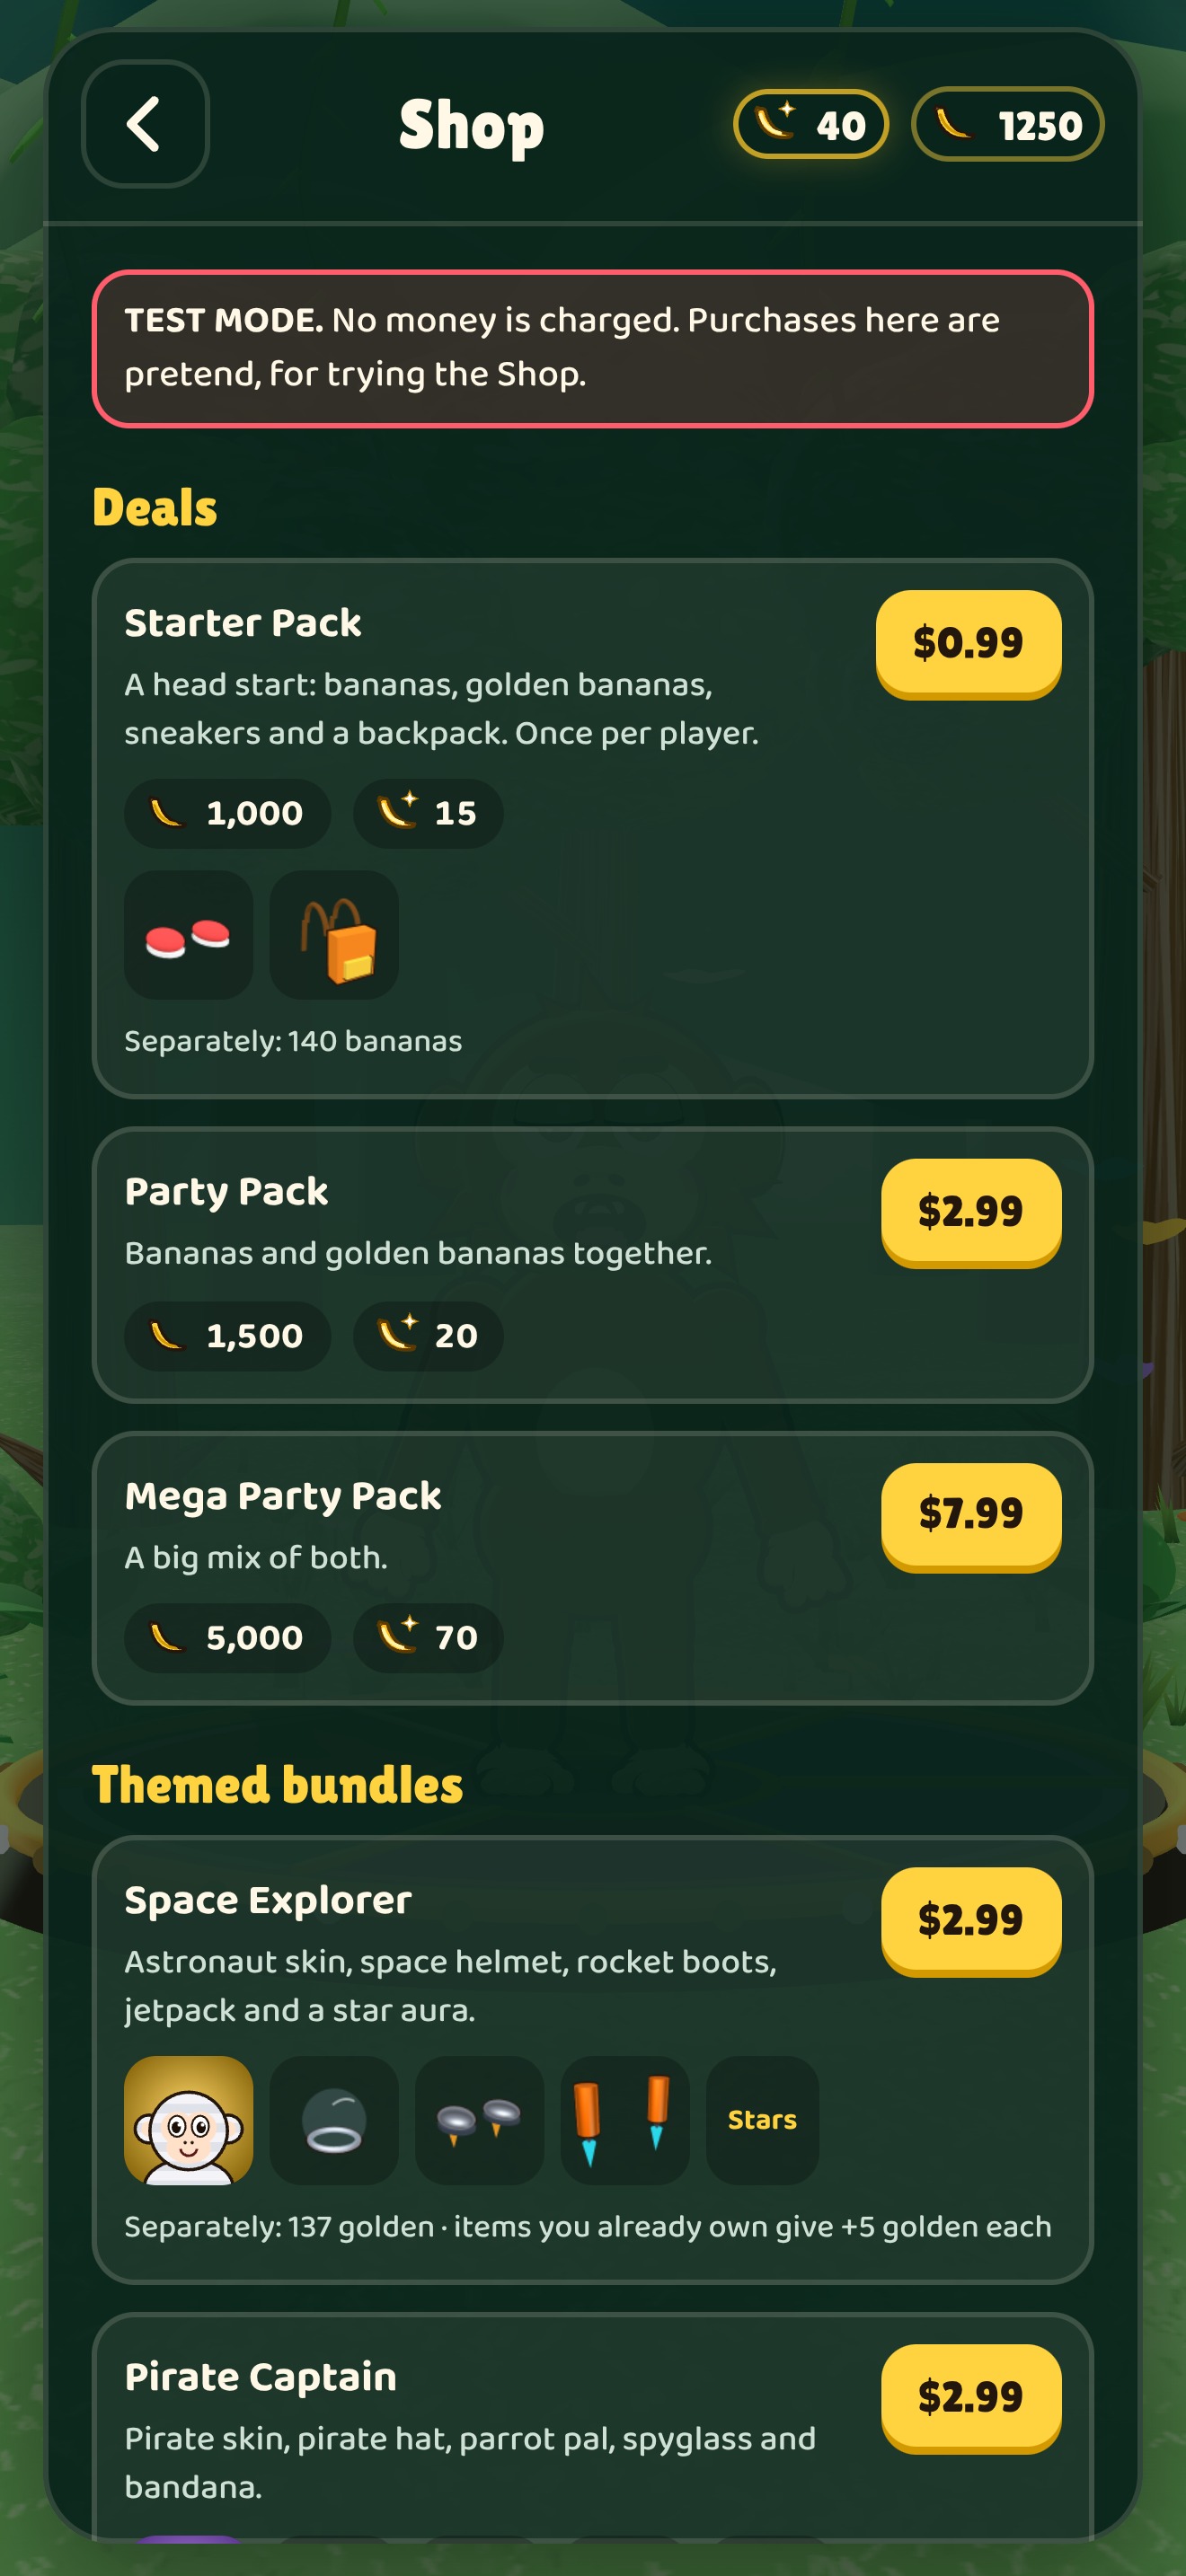 Shop
40
1250
TEST MODE. No money is charged. Purchases here are
pretend, for trying the Shop.
Deals
Starter Pack
$0.99
A head start: bananas, golden bananas,
sneakers and a backpack. Once per player.
1,000
15
Separately: 140 bananas
Party Pack
$2.99
Bananas and golden bananas together.
1,500
20
Mega Party Pack
$7.99
A big mix of both.
5,000
70
Themed bundles
Space Explorer
$2.99
Astronaut skin, space helmet, rocket boots,
jetpack and a star aura.
Stars
Separately: 137 golden · items you already own give +5 golden each
Pirate Captain
$2.99
Pirate skin, pirate hat, parrot pal, spyglass and
bandana.